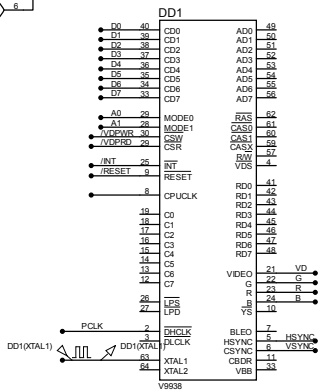 6
DD1
D0 40 CD0 AD0 49
D1 39 CD1 AD1 50
D2 38 CD2 AD2 51
D3 37 CD3 AD3 52
D4 36 CD4 AD4 53
D5 35 CD5 AD5 54
D6 34 CD6 AD6 55
D7 33 CD7 AD7 56
A0 29 MODE0 RAS 62
A1 28 MODE1 CAS0 61
/VDPWR 30 CSW CAS1 60
/VDPRD 29 CSR CASX 59
R/W 57
/INT 25 INT VDS 4
/RESET 9 RESET
RD0 41
CPUCLK 8 RD1 42
RD2 43
19 C0 RD3 44
18 C1 RD4 45
17 C2 RD5 46
16 C3 RD6 47
15 C4 RD7 48
14 C5
13 C6 VIDEO 21 VD
12 C7 G 22 G
R 23 R
26 LPS B 24 B
27 LPD YS 10
PCLK 2 DHCLK BLEO 7
DD1(XTAL1) DD1(XTAL) 3 DLCLK HSYNC 5 HSYNC
CSYNC 6 VSYNC
63 XTAL1 CBDR 11
64 XTAL2 VBB 33
V9938